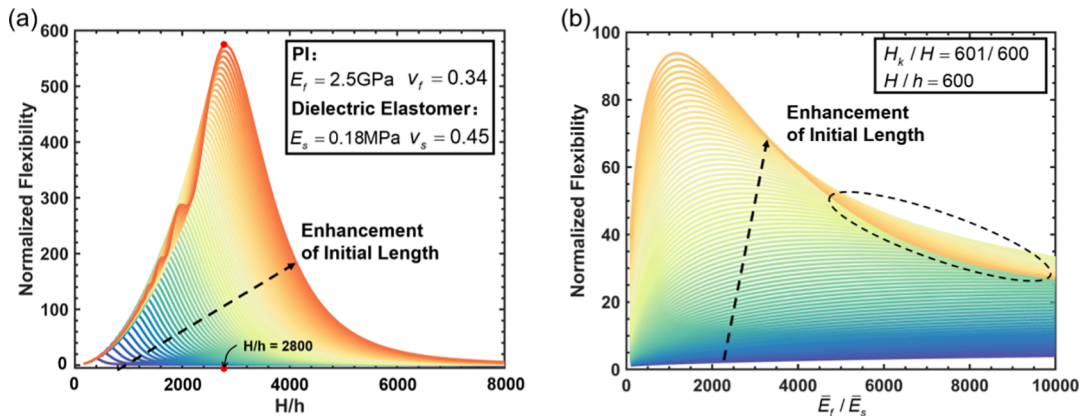 (a)
600
500
400
300
200
100
0
0
2000
4000
6000
8000
Normalized Flexibility
H/h
PI：
E_f = 2.5GPa v_f = 0.34
Dielectric Elastomer：
E_s = 0.18MPa v_s = 0.45
Enhancement
of Initial Length
H/h = 2800
(b)
100
80
60
40
20
0
0
2000
4000
6000
8000
10000
Normalized Flexibility
Ē_f / Ē_s
H_k / H = 601/ 600
H / h = 600
Enhancement
of Initial Length